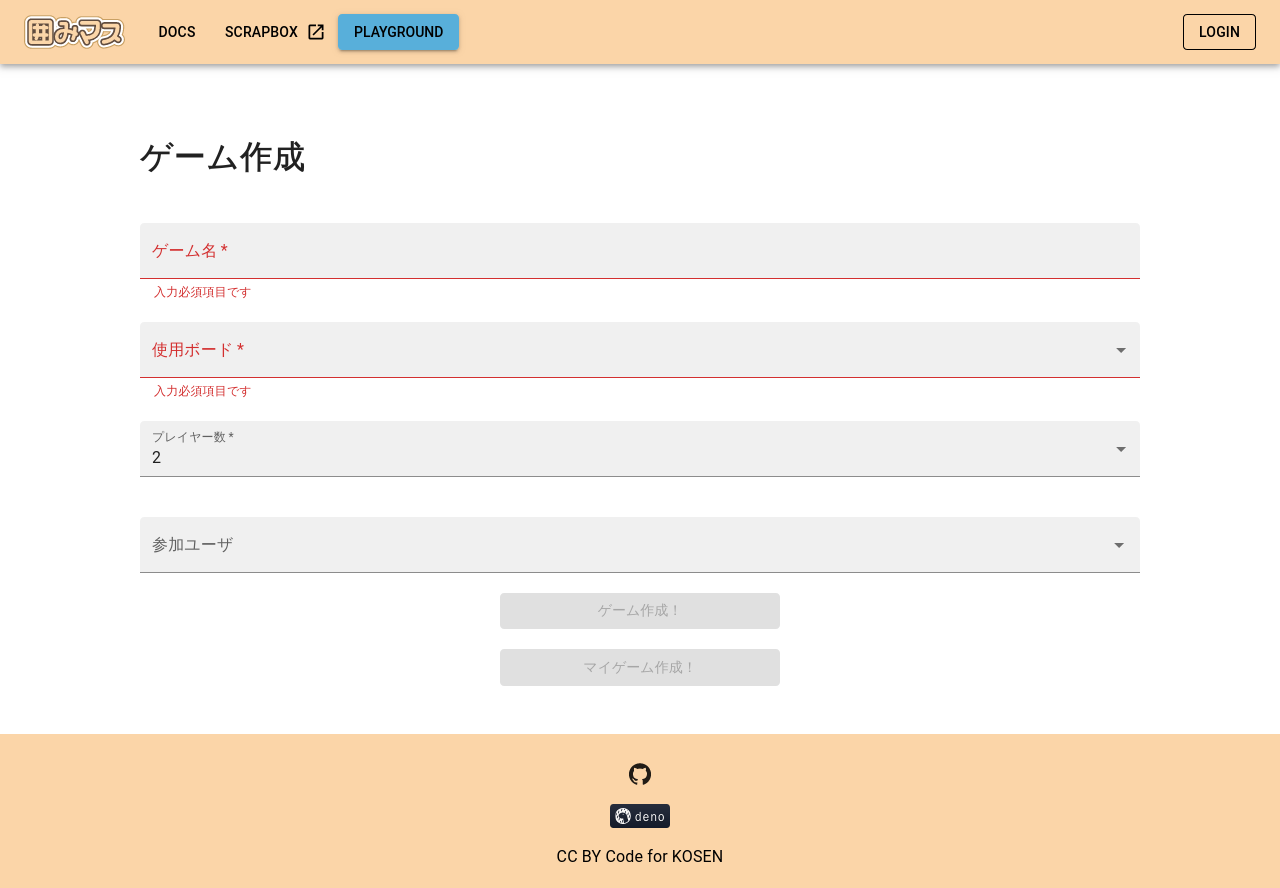 囲みマス
DOCS
SCRAPBOX
PLAYGROUND
LOGIN
ゲーム作成
ゲーム名 *
入力必須項目です
使用ボード *
入力必須項目です
プレイヤー数 *
2
参加ユーザ
ゲーム作成！
マイゲーム作成！
deno
CC BY Code for KOSEN